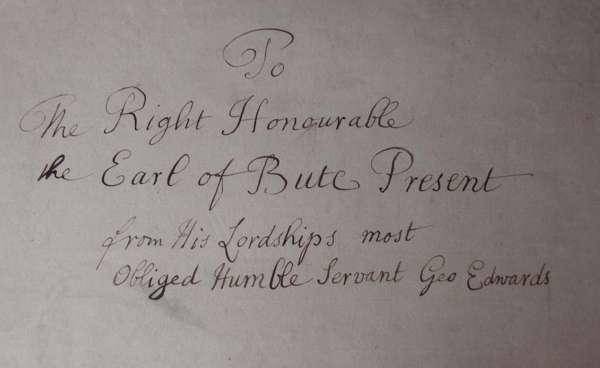 To
The Right Honourable
the Earl of Bute Present
from His Lordships most
Obliged Humble Servant Geo Edwards